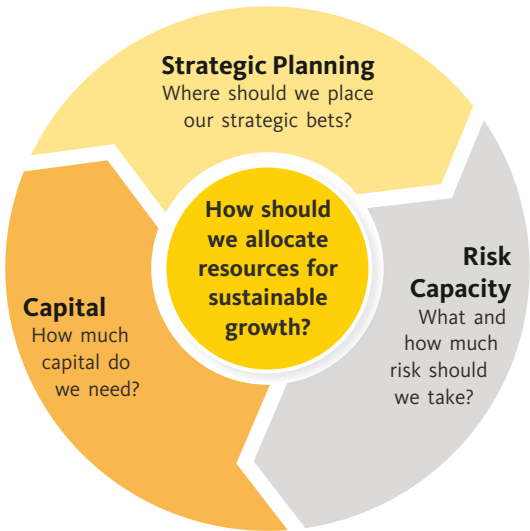 Strategic Planning
Where should we place
our strategic bets?
How should
we allocate
resources for
sustainable
growth?
Risk
Capacity
What and
how much
risk should
we take?
Capital
How much
capital do
we need?